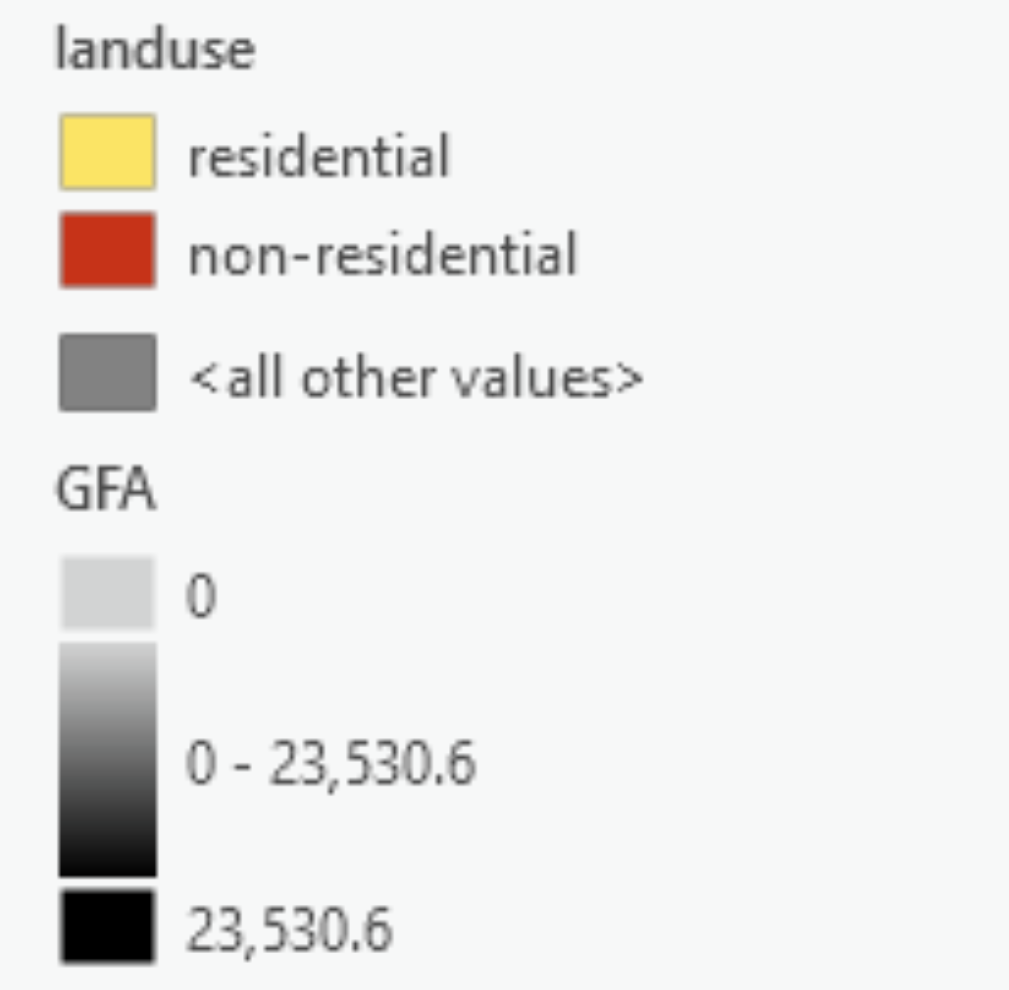 landuse
residential
non-residential
<all other values>
GFA
0
0 - 23,530.6
23,530.6